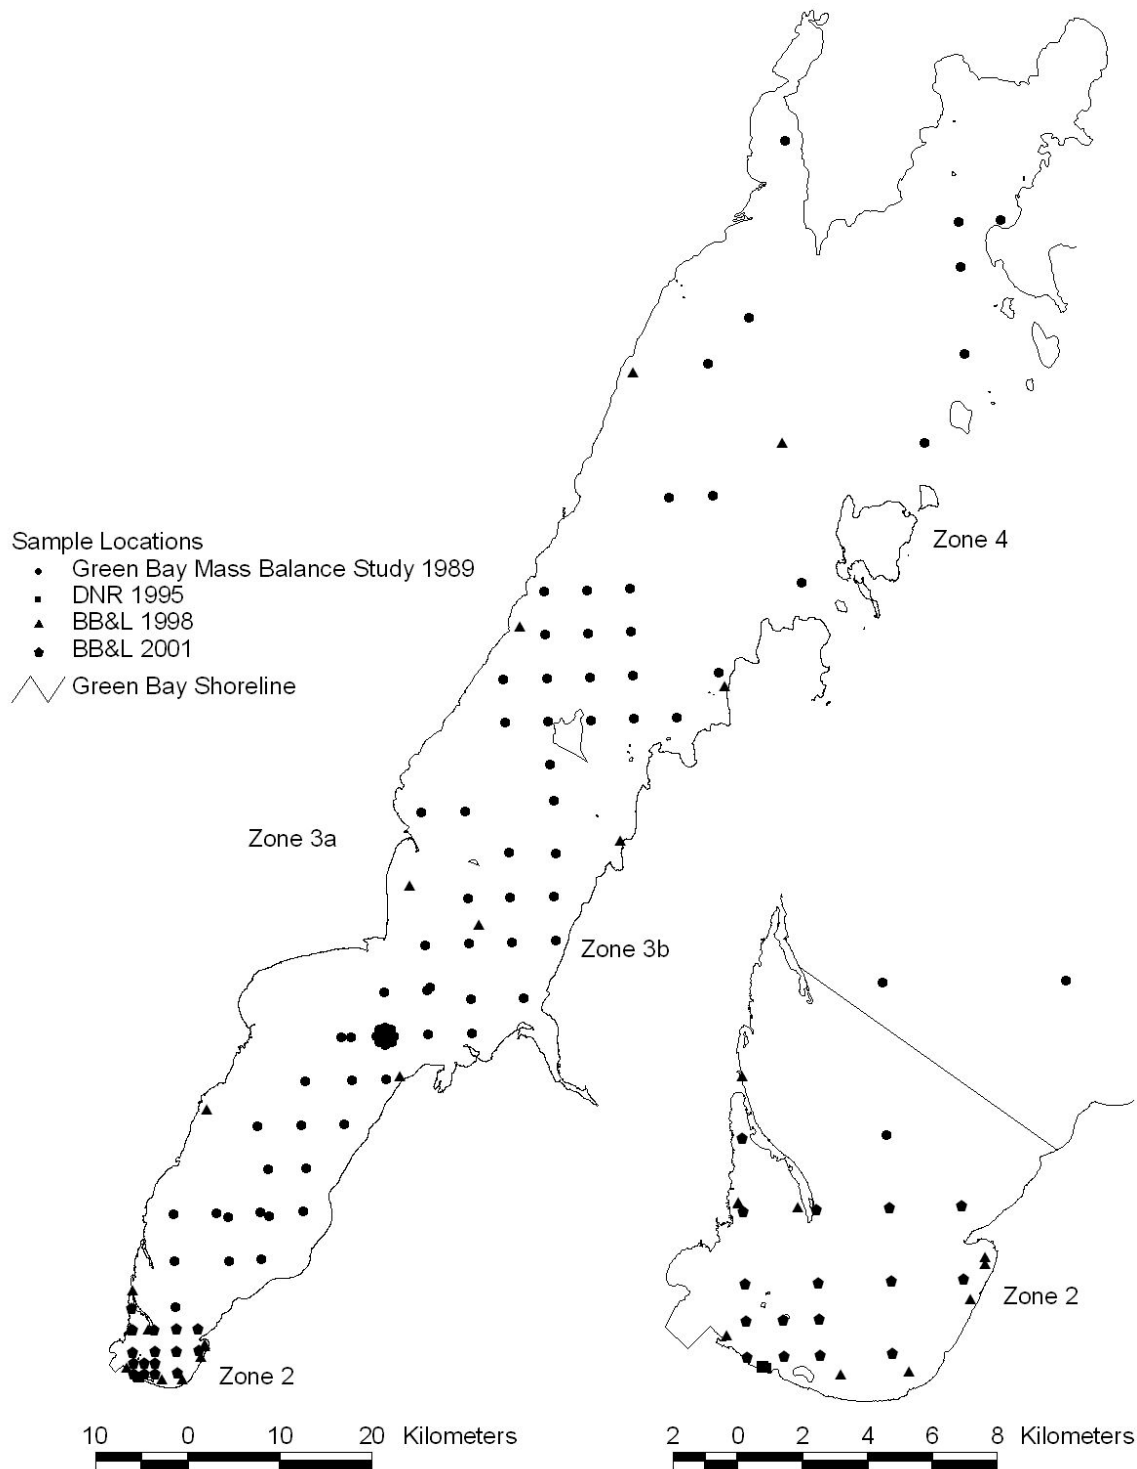 Sample Locations
Green Bay Mass Balance Study 1989
DNR 1995
BB&L 1998
BB&L 2001
Green Bay Shoreline
Zone 4
Zone 3a
Zone 3b
Zone 2
Zone 2
10 0 10 20 Kilometers
2 0 2 4 6 8 Kilometers